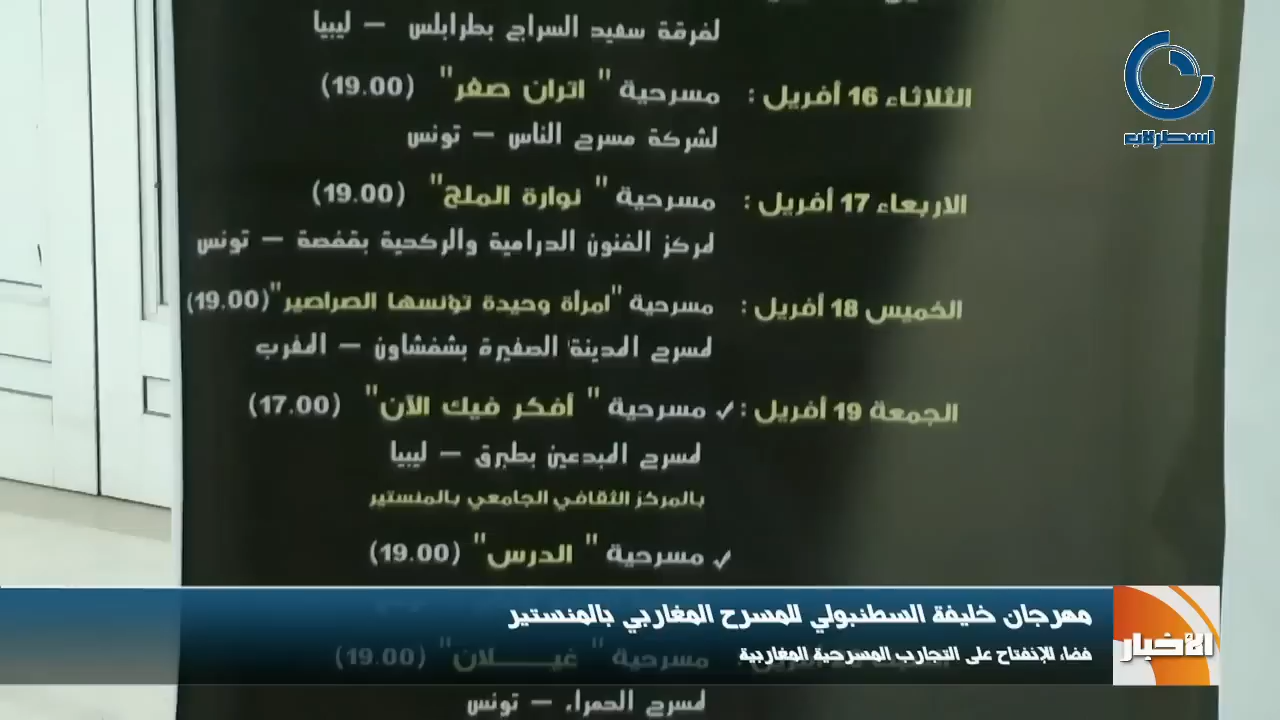 لفرقة سعيد السراج بطرابلس – ليبيا
اسطرلاب
الثلاثاء 16 أفريل : مسرحية " اتران صفر" (19.00)
لشركة مسرح الناس – تونس
الاربعاء 17 أفريل : مسرحية " نوارة الملح" (19.00)
لمركز الفنون الدرامية والركحية بقفصة – تونس
الخميس 18 أفريل : مسرحية "امرأة وحيدة تؤنسها الصراصير"(19.00)
لمسرح المدينة الصغيرة بشفشاون – المغرب
الجمعة 19 أفريل : ✓ مسرحية " أفكر فيك الآن" (17.00)
لمسرح المبدعين بطبرق – ليبيا
بالمركز الثقافي الجامعي بالمنستير
✓ مسرحية " الدرس" (19.00)
مهرجان خليفة السطنبولي للمسرح المغاربي بالمنستير
الأخبار
فضاء للإنفتاح على التجارب المسرحية المغاربية
مسرحية " غيـــلان" (19.00)
لمسرح الحمراء – تونس